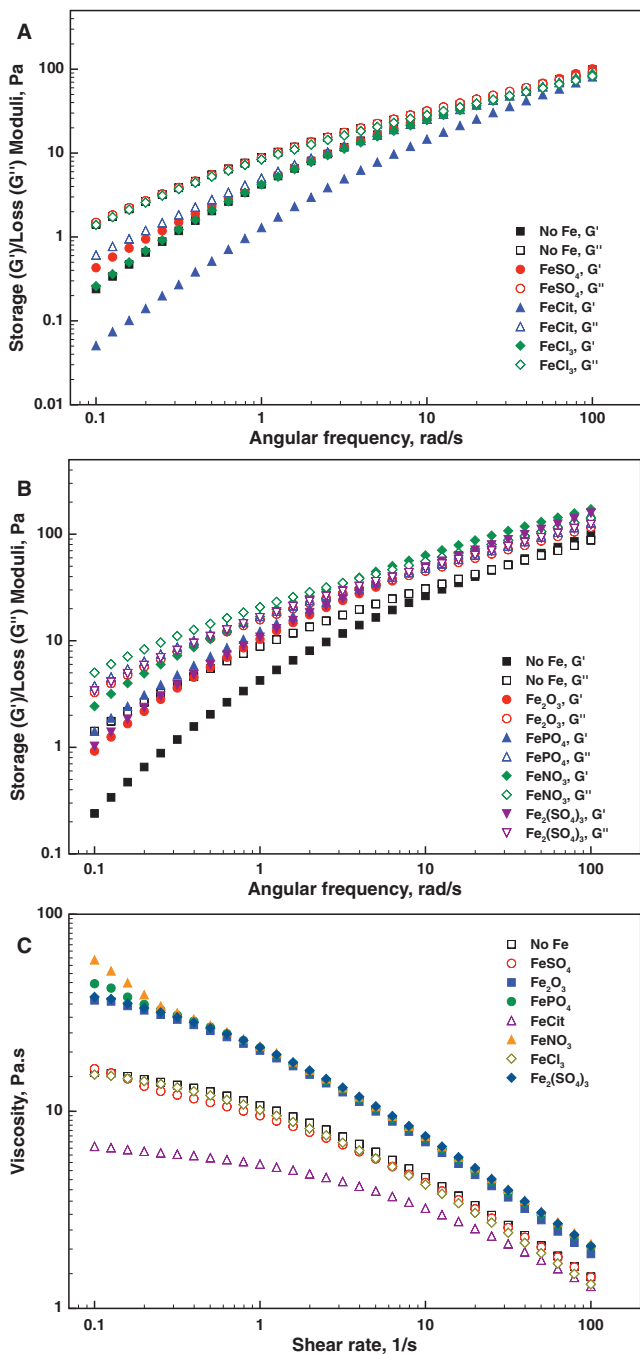 A
Storage (G')/Loss (G'') Moduli, Pa
100
10
1
0.1
0.01
No Fe, G'
No Fe, G''
FeSO₄, G'
FeSO₄, G''
FeCit, G'
FeCit, G''
FeCl₃, G'
FeCl₃, G''
0.1 1 10 100
Angular frequency, rad/s
B
Storage (G')/Loss (G'') Moduli, Pa
100
10
1
0.1
No Fe, G'
No Fe, G''
Fe₂O₃, G'
Fe₂O₃, G''
FePO₄, G'
FePO₄, G''
FeNO₃, G'
FeNO₃, G''
Fe₂(SO₄)₃, G'
Fe₂(SO₄)₃, G''
0.1 1 10 100
Angular frequency, rad/s
C
Viscosity, Pa.s
100
10
1
No Fe
FeSO₄
Fe₂O₃
FePO₄
FeCit
FeNO₃
FeCl₃
Fe₂(SO₄)₃
0.1 1 10 100
Shear rate, 1/s